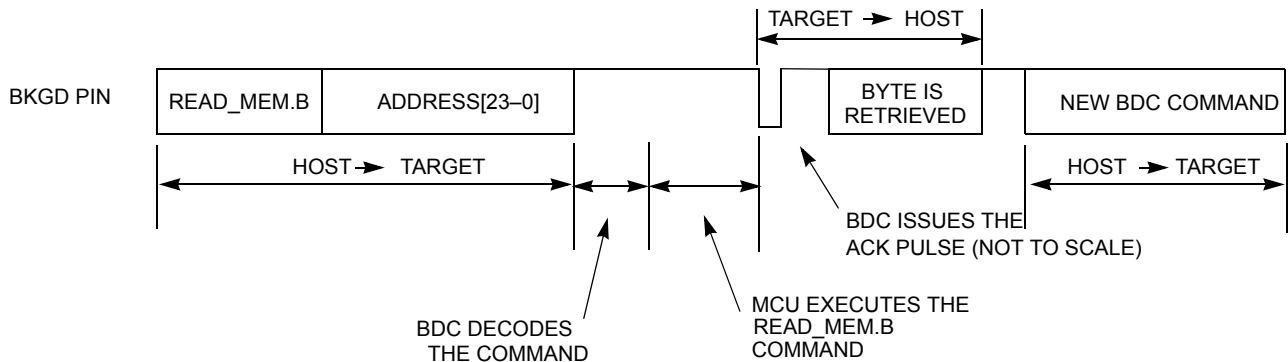 TARGET → HOST
BKGD PIN
READ_MEM.B
ADDRESS[23–0]
BYTE IS
RETRIEVED
NEW BDC COMMAND
HOST → TARGET
HOST → TARGET
BDC ISSUES THE
ACK PULSE (NOT TO SCALE)
BDC DECODES
THE COMMAND
MCU EXECUTES THE
READ_MEM.B
COMMAND